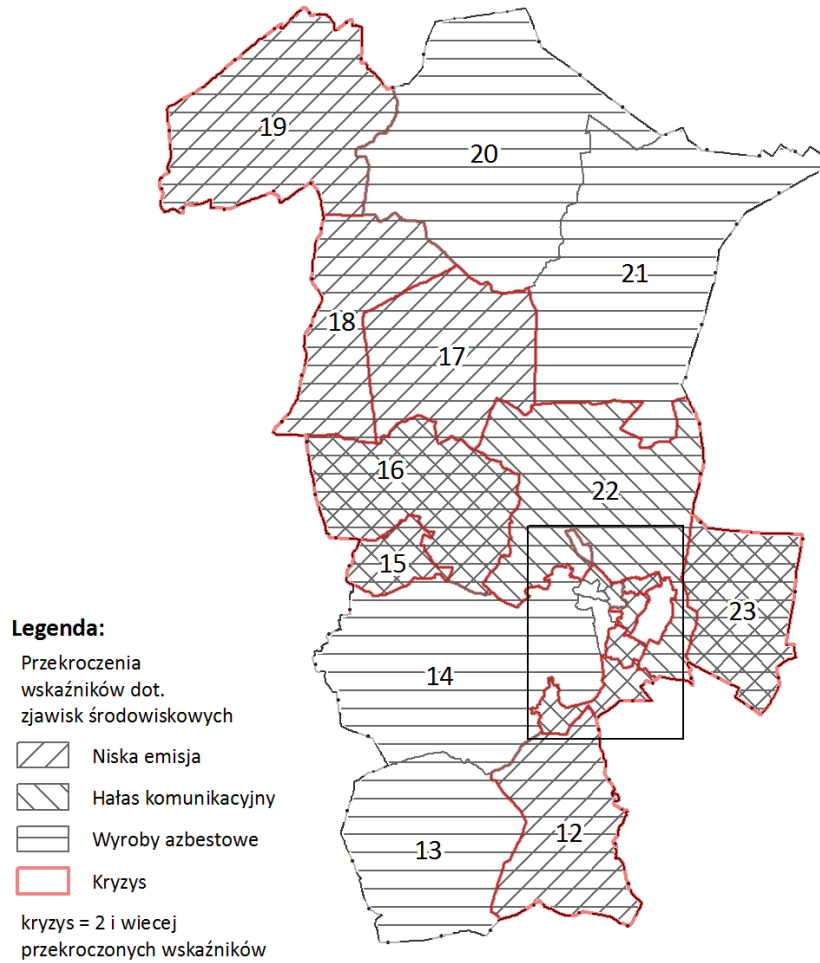 19
20
21
18
17
16
22
15
23
14
12
13
Legenda:
Przekroczenia
wskaźników dot.
zjawisk środowiskowych
Niska emisja
Hałas komunikacyjny
Wyroby azbestowe
Kryzys
kryzys = 2 i wiecej
przekroczonych wskaźników